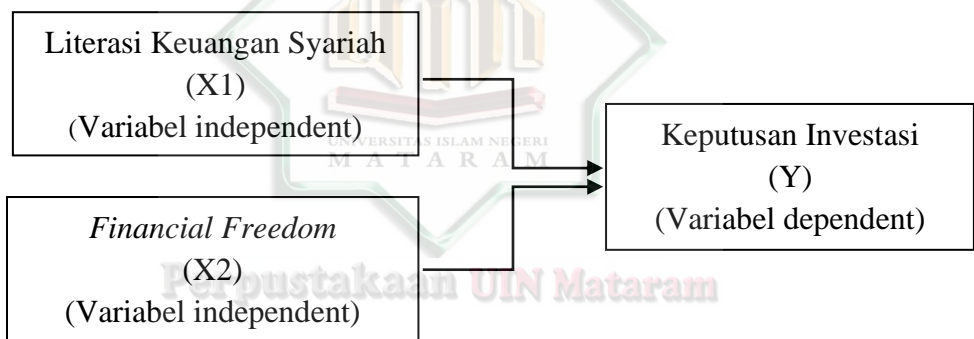 Literasi Keuangan Syariah
(X1)
(Variabel independent)
UNIVERSITAS ISLAM NEGERI
MATARAM
Keputusan Investasi
(Y)
(Variabel dependent)
Financial Freedom
(X2)
(Variabel independent)
Perpustakaan UIN Mataram